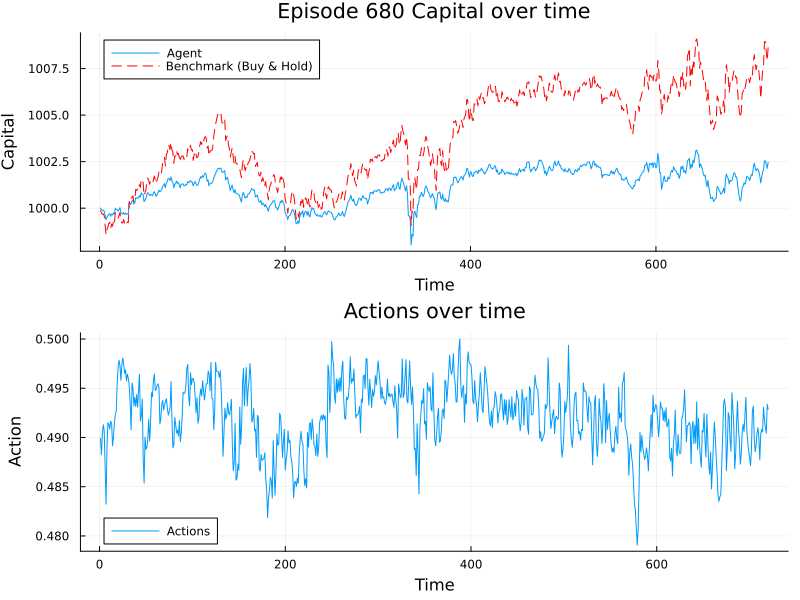 Episode 680 Capital over time
Agent
Benchmark (Buy & Hold)
1007.5
1005.0
1002.5
1000.0
Capital
0
200
400
600
Time
Actions over time
0.500
0.495
0.490
0.485
0.480
Action
Actions
0
200
400
600
Time